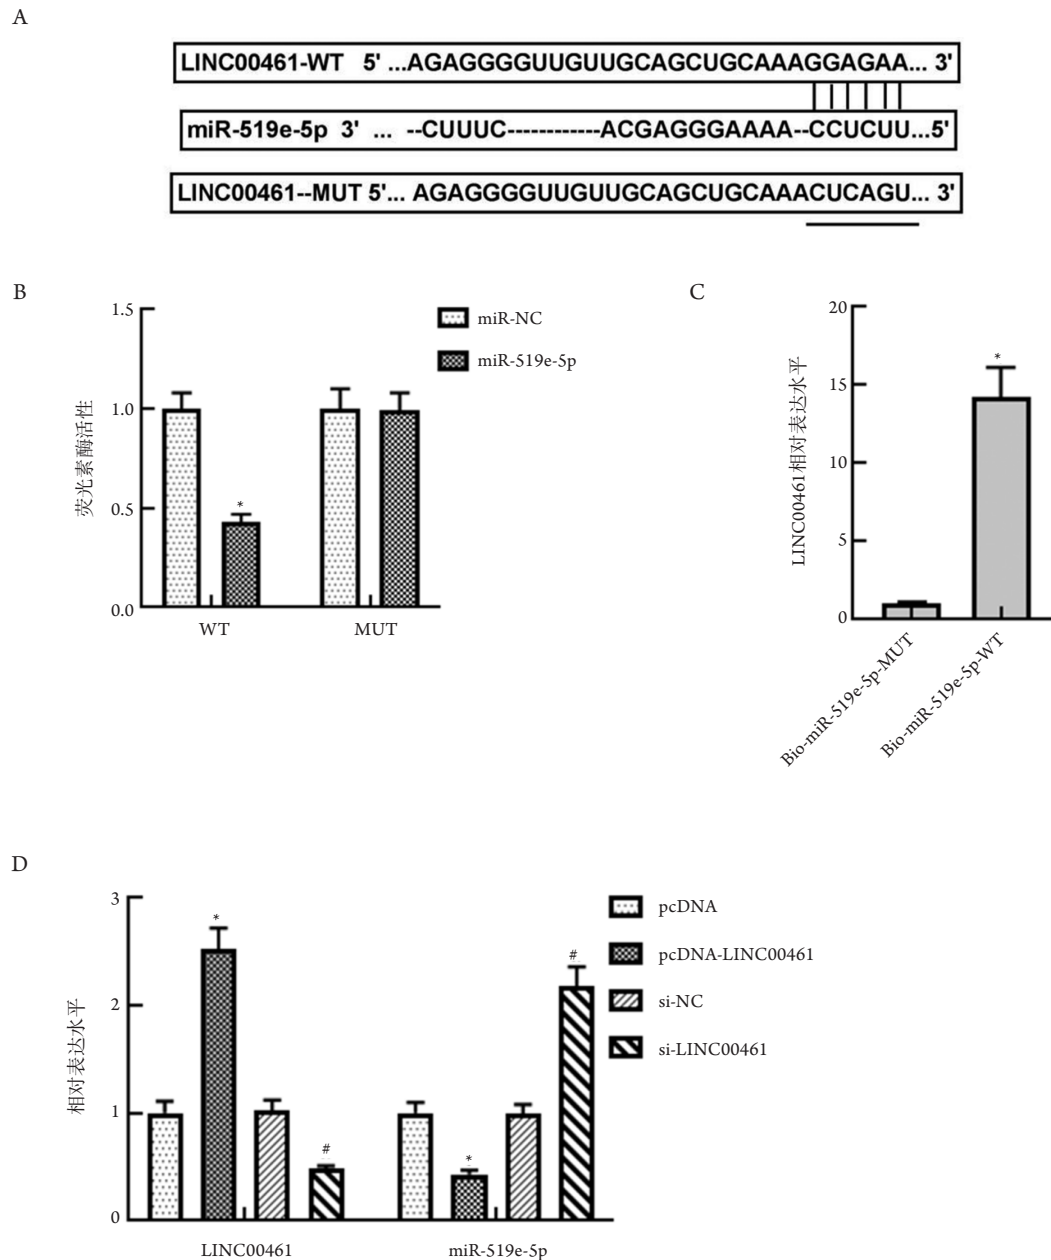 A
LINC00461-WT 5' ...AGAGGGGUUGUUGCAGCUGCAAAGGAGAA... 3'
miR-519e-5p 3' ... --CUUUC------------ACGAGGGAAAA--CCUCUU...5'
LINC00461--MUT 5'... AGAGGGGUUGUUGCAGCUGCAAACUCAGU... 3'
B
荧光素酶活性
1.5
1.0
0.5
0.0
*
WT
MUT
miR-NC
miR-519e-5p
C
LINC00461相对表达水平
20
15
10
5
0
*
Bio-miR-519e-5p-MUT
Bio-miR-519e-5p-WT
D
相对表达水平
3
2
1
0
*
#
*
#
LINC00461
miR-519e-5p
pcDNA
pcDNA-LINC00461
si-NC
si-LINC00461